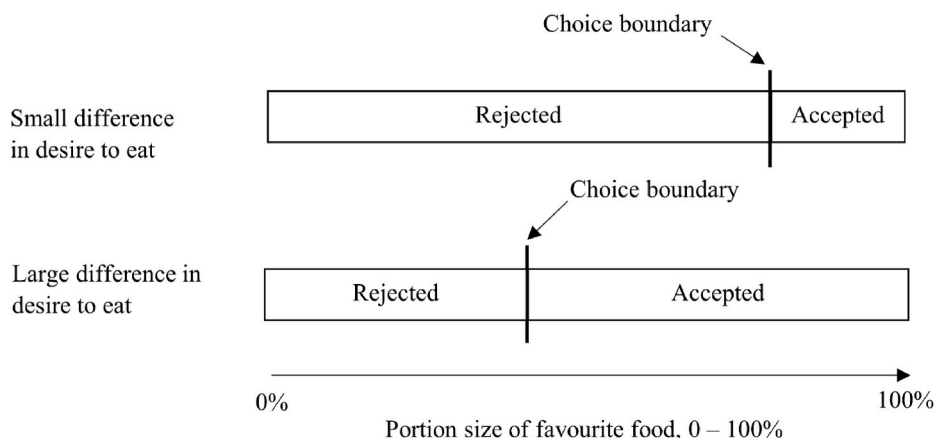 Choice boundary
Small difference
in desire to eat
Rejected
Accepted
Choice boundary
Large difference in
desire to eat
Rejected
Accepted
0%
100%
Portion size of favourite food, 0 – 100%